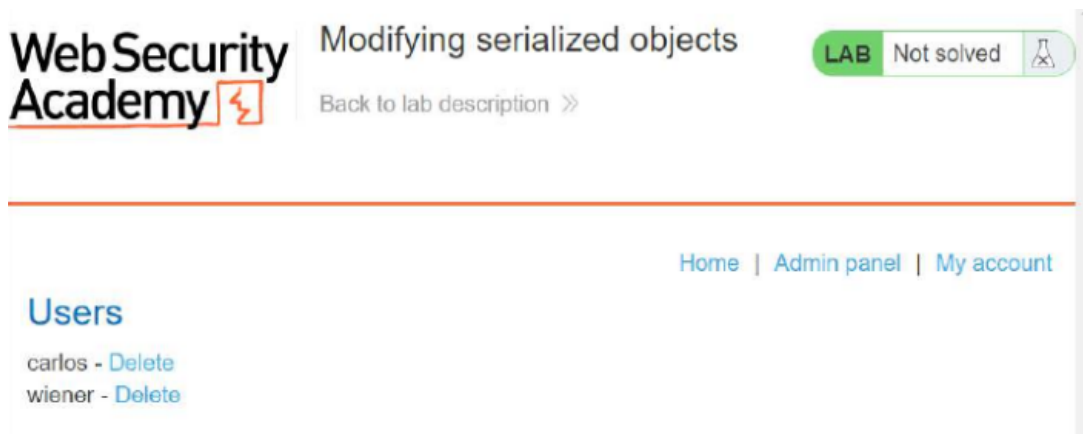 Web Security
Academy
Modifying serialized objects
Back to lab description »
LAB Not solved
Home | Admin panel | My account
Users
carlos - Delete
wiener - Delete